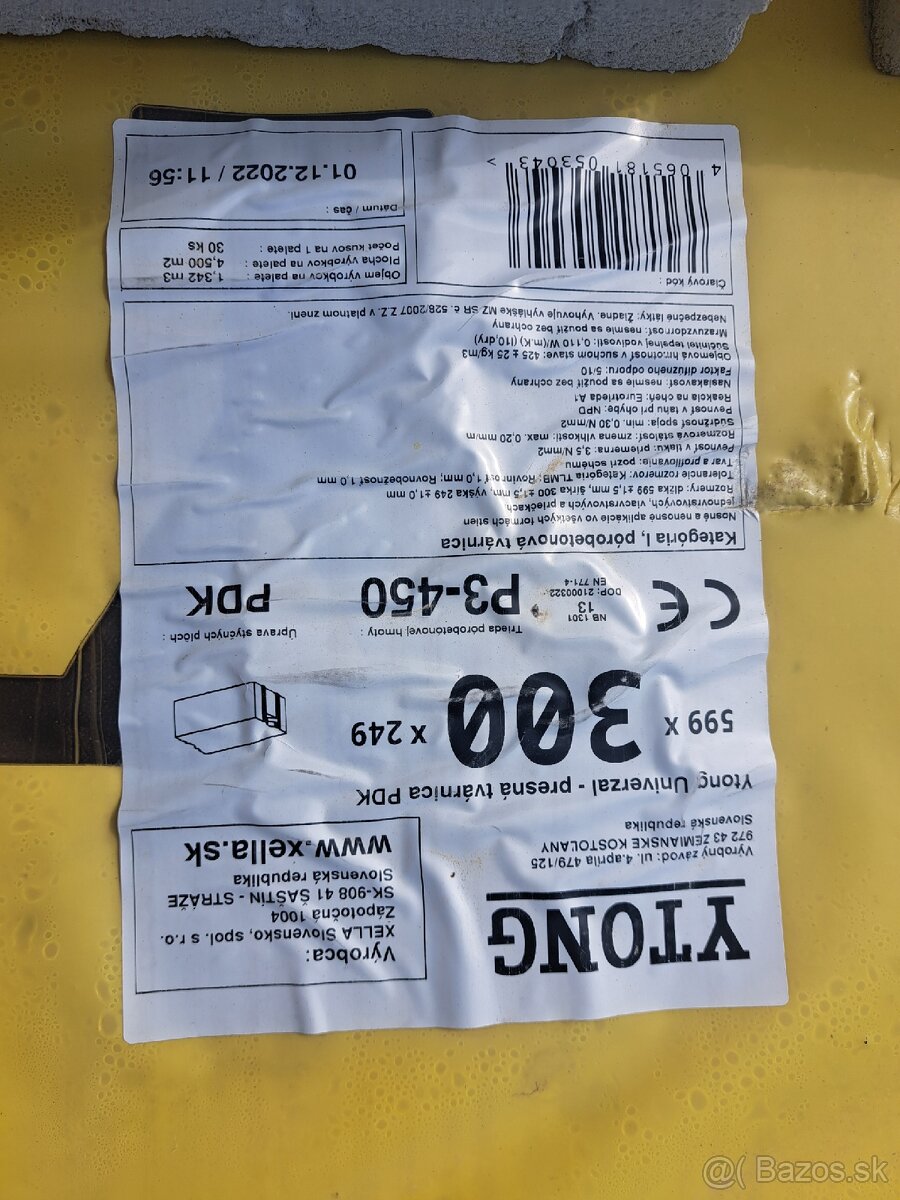 YTONG
Výrobný závod: ul. 4.apríla 479/125
972 43 ZEMIANSKE KOSTOĽANY
Slovenská republika
Výrobca:
XELLA Slovensko, spol. s r.o.
Zápotočná 1004
SK-908 41 ŠAŠTÍN - STRÁŽE
Slovenská republika
www.xella.sk
Ytong Univerzal - presná tvárnica PDK
599 x 300 x 249
CE
NB 1301
13
DOP: 21000322
EN 771-4
Trieda pórobetónovej hmoty :
P3-450
Úprava styčných plôch :
PDK
Kategória I, pórobetónová tvárnica
Nosné a nenosné aplikácie vo všetkých formách stien
jednovrstvových, viacvrstvových a priečkach.
Rozmery: dĺžka 599 ±1,5 mm, šírka 300 ±1,5 mm, výška 249 ±1,0 mm
Tolerancie rozmerov: Kategória TLMB; Rovinosť 1,0 mm; Rovnobežnosť 1.0 mm
Tvar a profilovanie: pozri schému
Pevnosť v tlaku: priemerná: 3,5 N/mm2
Rozmerová stálosť: zmena vlhkosti: max. 0,20 mm/m
Súdržnosť spoja: min. 0,30 N/mm2
Pevnosť v ťahu pri ohybe: NPD
Reakcia na oheň: Eurotrieda A1
Nasiakavosť: nesmie sa použiť bez ochrany
Faktor difúzneho odporu: 5/10
Objemová hmotnosť v suchom stave: 425 ± 25 kg/m3
Súčiniteľ tepelnej vodivosti: 0,110 W/(m.K) (l10,dry)
Mrazuvzdornosť: nesmie sa použiť bez ochrany
Nebezpečné látky: Žiadne. Vyhovuje vyhláške MZ SR č. 528/2007 Z.Z. v platnom znení.
Čiarový kód :
4 065181 053043 >
Objem výrobkov na palete : 1,342 m3
Plocha výrobkov na palete : 4,500 m2
Počet kusov na 1 palete : 30 ks
Dátum / čas :
01.12.2022 / 11:56
@( Bazos.sk